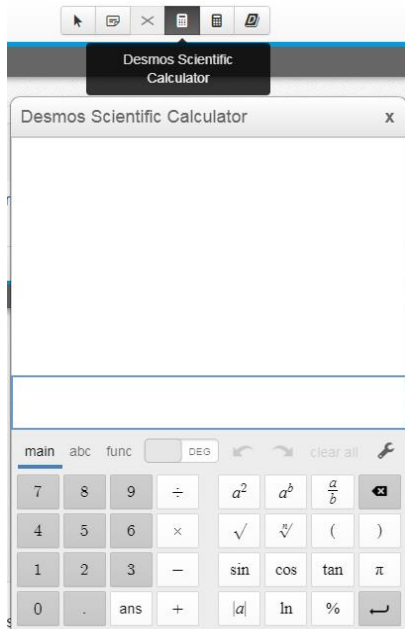 Desmos Scientific
Calculator
Desmos Scientific Calculator x
main abc func DEG clear all
7 8 9 ÷ a² aᵇ a/b
4 5 6 × √ ⁿ√ ( )
1 2 3 − sin cos tan π
0 . ans + |a| ln %